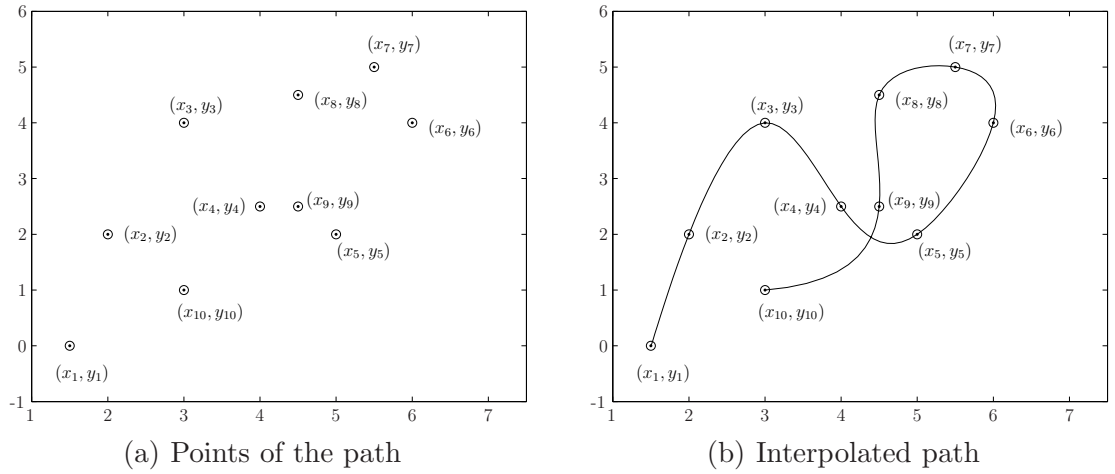 6
5
4
3
2
1
0
-1
1 2 3 4 5 6 7
(x₇, y₇)
(x₃, y₃)
(x₈, y₈)
(x₆, y₆)
(x₄, y₄)
(x₉, y₉)
(x₂, y₂)
(x₅, y₅)
(x₁₀, y₁₀)
(x₁, y₁)
(a) Points of the path
6
5
4
3
2
1
0
-1
1 2 3 4 5 6 7
(x₇, y₇)
(x₃, y₃)
(x₈, y₈)
(x₆, y₆)
(x₄, y₄)
(x₉, y₉)
(x₂, y₂)
(x₅, y₅)
(x₁₀, y₁₀)
(x₁, y₁)
(b) Interpolated path